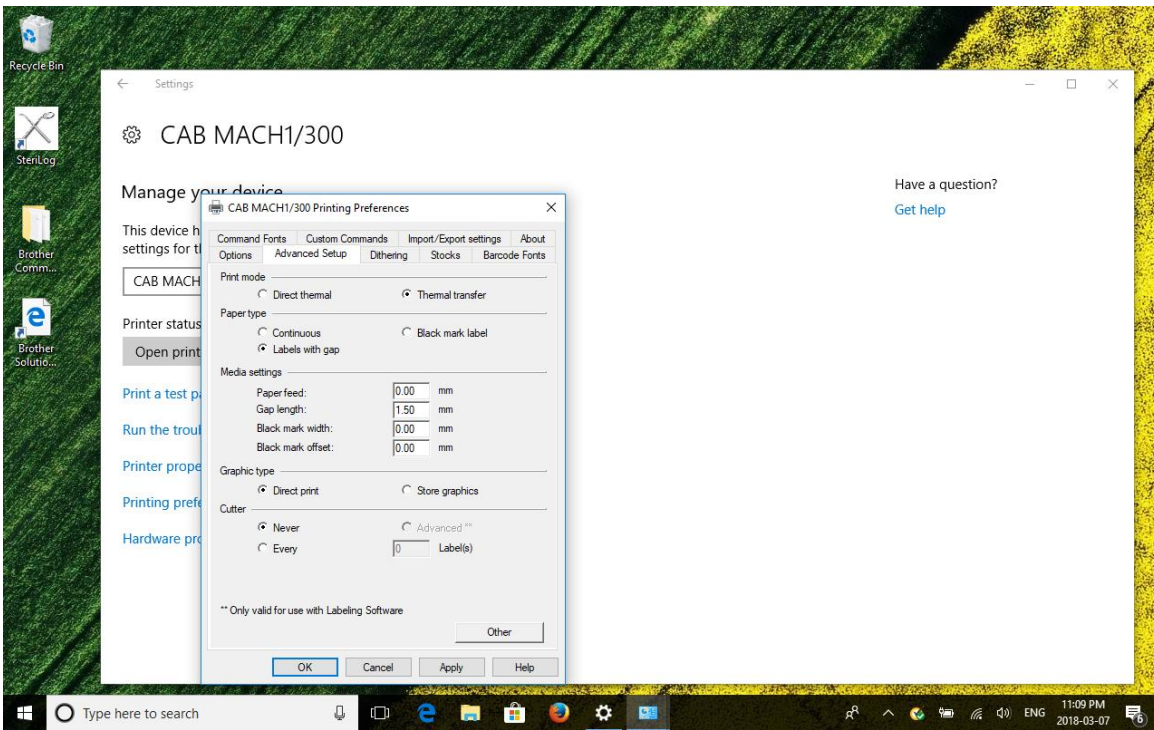 Recycle Bin
SteriLog
Brother
Comm...
Brother
Solutio...
Settings
CAB MACH1/300
Manage your device
This device h
settings for t
CAB MACH
Printer status
Open print
Print a test pa
Run the troul
Printer prope
Printing prefe
Hardware pro
Have a question?
Get help
CAB MACH1/300 Printing Preferences
Command Fonts Custom Commands Import/Export settings About
Options Advanced Setup Dithering Stocks Barcode Fonts
Print mode
Direct thermal Thermal transfer
Paper type
Continuous Black mark label
Labels with gap
Media settings
Paper feed: 0.00 mm
Gap length: 1.50 mm
Black mark width: 0.00 mm
Black mark offset: 0.00 mm
Graphic type
Direct print Store graphics
Cutter
Never Advanced **
Every 0 Label(s)
** Only valid for use with Labeling Software
Other
OK Cancel Apply Help
Type here to search
ENG
11:09 PM
2018-03-07
6